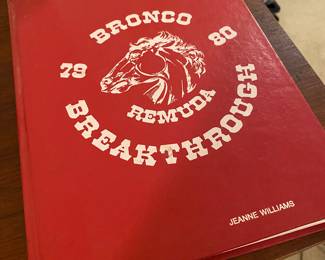 BRONCO
79 80
REMUDA
BREAKTHROUGH
JEANNE WILLIAMS